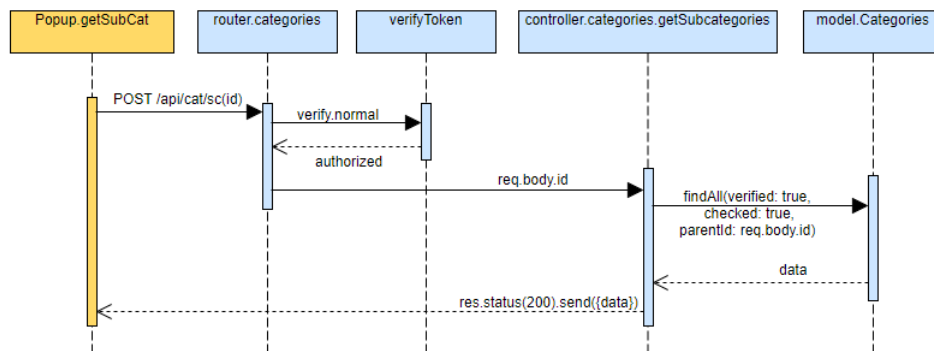 Popup.getSubCat
router.categories
verifyToken
controller.categories.getSubcategories
model.Categories
POST /api/cat/sc(id)
verify.normal
authorized
req.body.id
findAll(verified: true,
checked: true,
parentId: req.body.id)
data
res.status(200).send({data})